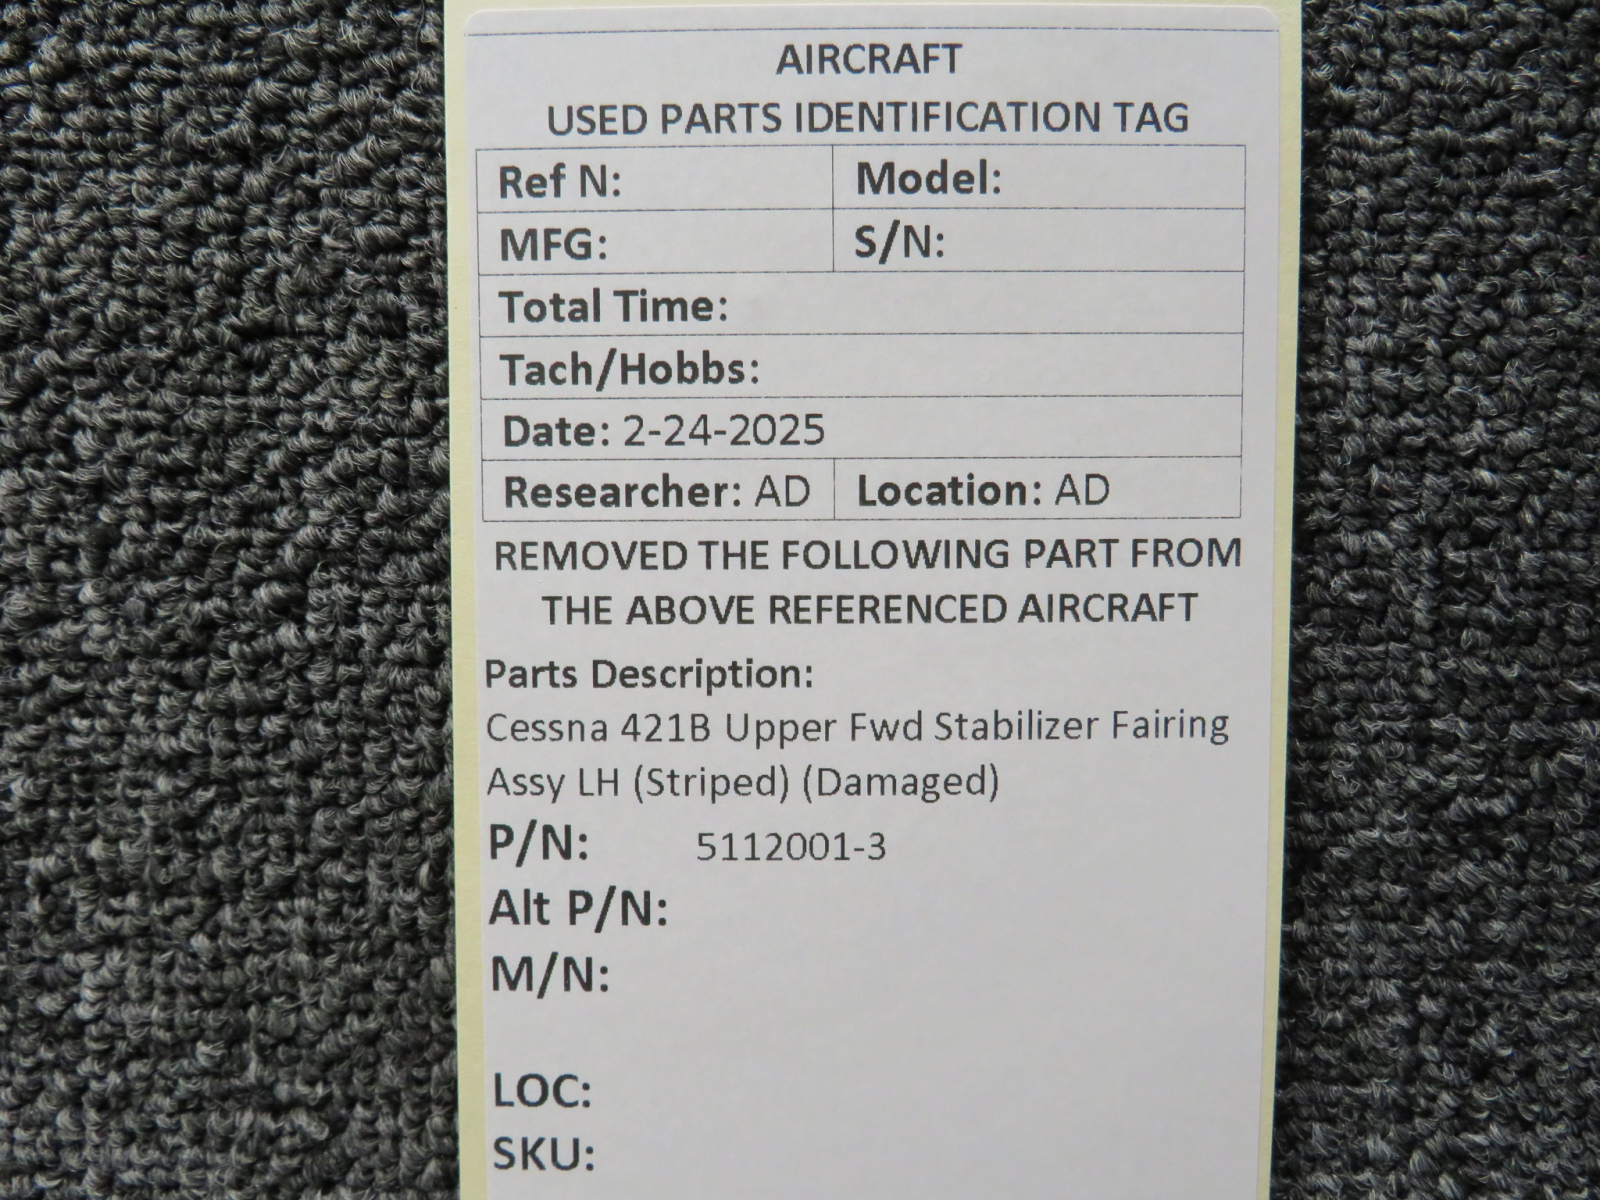 AIRCRAFT
USED PARTS IDENTIFICATION TAG
Ref N: Model:
MFG: S/N:
Total Time:
Tach/Hobbs:
Date: 2-24-2025
Researcher: AD Location: AD
REMOVED THE FOLLOWING PART FROM
THE ABOVE REFERENCED AIRCRAFT
Parts Description:
Cessna 421B Upper Fwd Stabilizer Fairing
Assy LH (Striped) (Damaged)
P/N: 5112001-3
Alt P/N:
M/N:
LOC:
SKU: